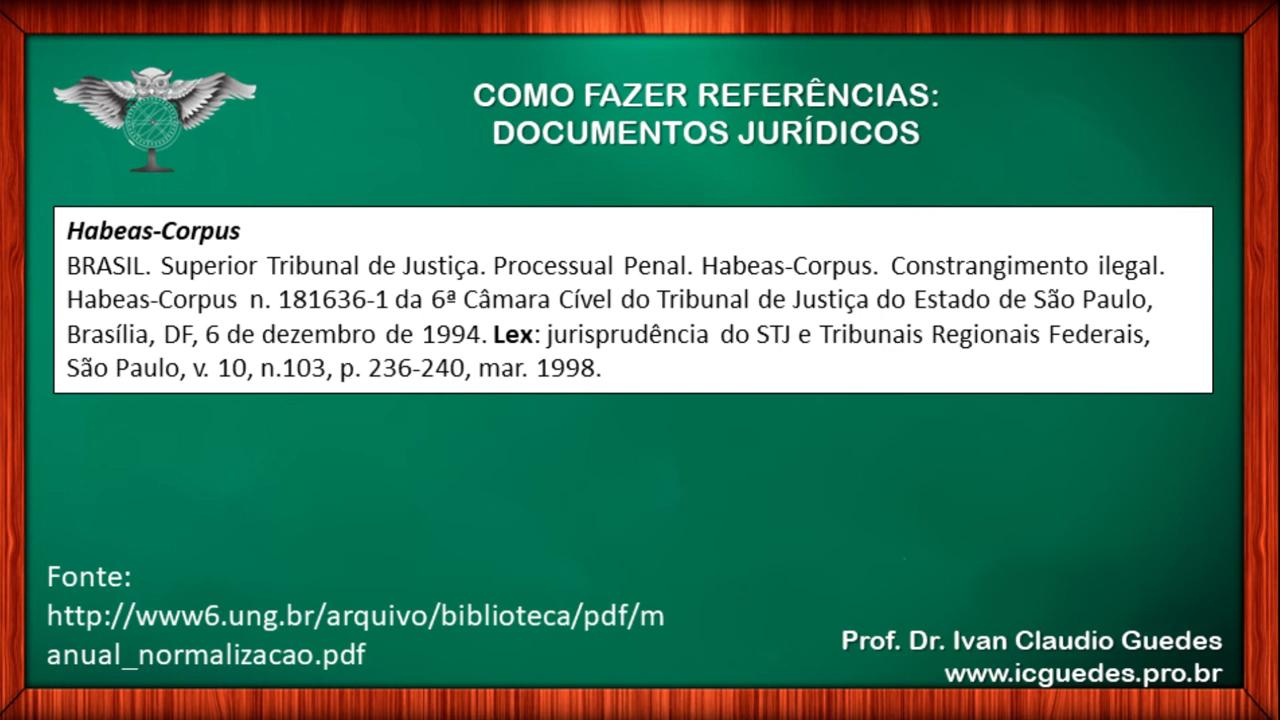 COMO FAZER REFERÊNCIAS:
DOCUMENTOS JURÍDICOS
Habeas-Corpus
BRASIL. Superior Tribunal de Justiça. Processual Penal. Habeas-Corpus. Constrangimento ilegal.
Habeas-Corpus n. 181636-1 da 6ª Câmara Cível do Tribunal de Justiça do Estado de São Paulo,
Brasília, DF, 6 de dezembro de 1994. Lex: jurisprudência do STJ e Tribunais Regionais Federais,
São Paulo, v. 10, n.103, p. 236-240, mar. 1998.
Fonte:
http://www6.ung.br/arquivo/biblioteca/pdf/m
anual_normalizacao.pdf
Prof. Dr. Ivan Claudio Guedes
www.icguedes.pro.br